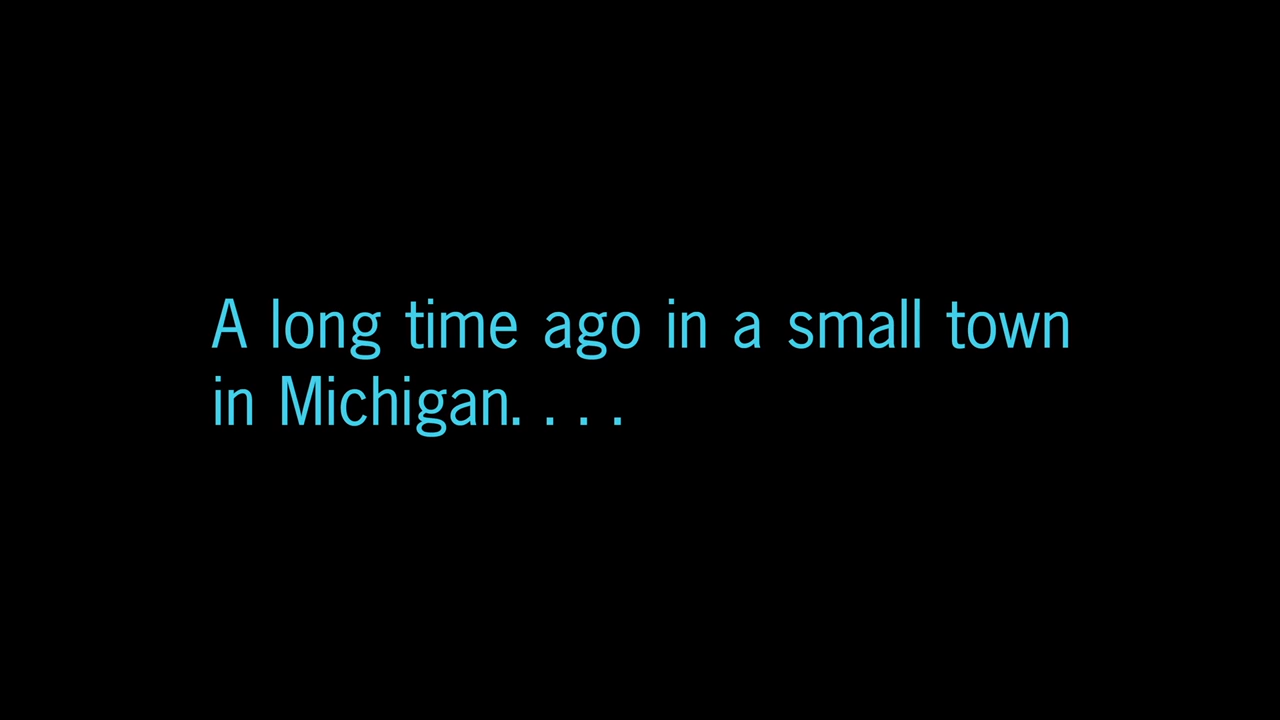 A long time ago in a small town
in Michigan. . . .